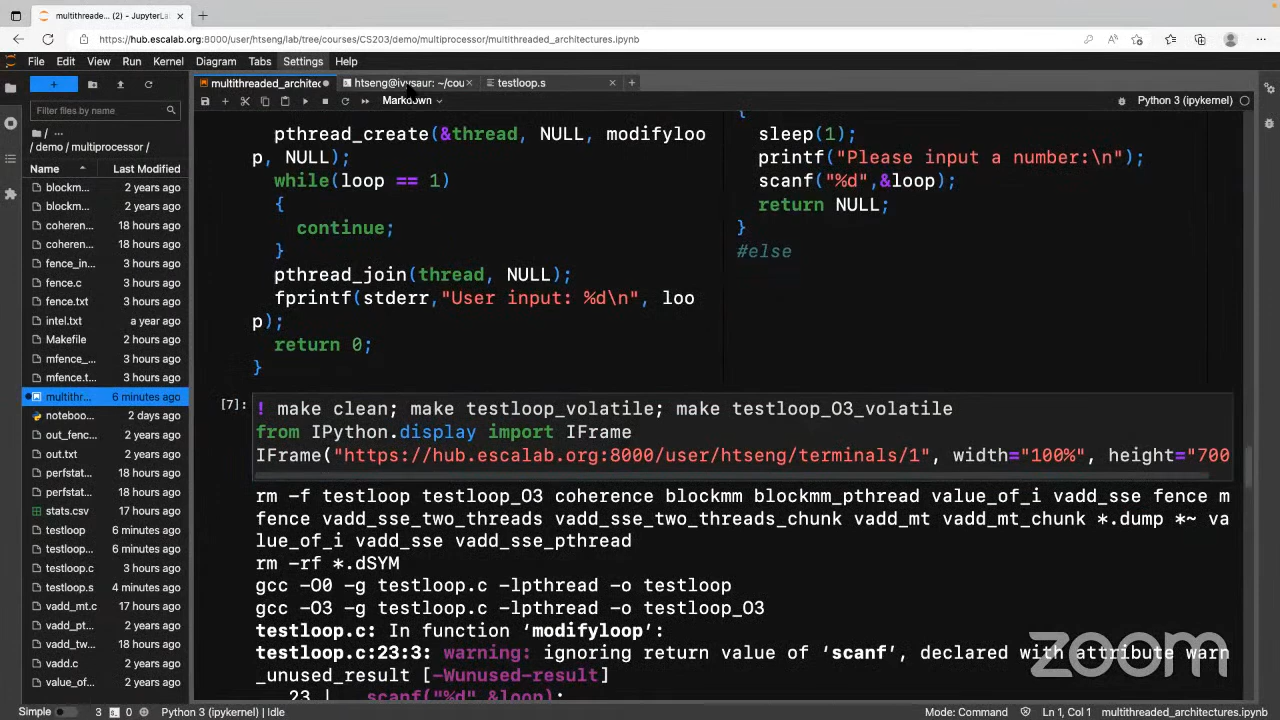 multithreade... (2) - JupyterLa
https://hub.escalab.org:8000/user/htseng/lab/tree/courses/CS203/demo/multiprocessor/multithreaded_architectures.ipynb
File Edit View Run Kernel Diagram Tabs Settings Help
multithreaded_architec htseng@ivysaur: ~/cou testloop.s
Markdown Python 3 (ipykernel)
Filter files by name
/ ...
/ demo / multiprocessor /
Name Last Modified
blockm... 2 years ago
blockm... 2 years ago
coheren... 18 hours ago
coheren... 18 hours ago
fence_in... 3 hours ago
fence.c 3 hours ago
fence.txt 3 hours ago
intel.txt a year ago
Makefile 2 hours ago
mfence_... 3 hours ago
mfence.t... 3 hours ago
multithr... 6 minutes ago
noteboo... 2 days ago
out_fenc... 2 years ago
out.txt 2 years ago
perfstat... 2 years ago
perfstat... 17 hours ago
stats.csv 17 hours ago
testloop 6 minutes ago
testloop... 6 minutes ago
testloop.c 3 hours ago
testloop.s 4 minutes ago
vadd_mt.c 17 hours ago
vadd_pt... 2 years ago
vadd_tw... 18 hours ago
vadd.c 2 years ago
value_of... 2 years ago
pthread_create(&thread, NULL, modifyloo
p, NULL);
while(loop == 1)
{
continue;
}
pthread_join(thread, NULL);
fprintf(stderr,"User input: %d\n", loo
p);
return 0;
}
{
sleep(1);
printf("Please input a number:\n");
scanf("%d",&loop);
return NULL;
}
#else
[7]: ! make clean; make testloop_volatile; make testloop_O3_volatile
from IPython.display import IFrame
IFrame("https://hub.escalab.org:8000/user/htseng/terminals/1", width="100%", height="700
rm -f testloop testloop_O3 coherence blockmm blockmm_pthread value_of_i vadd_sse fence m
fence vadd_sse_two_threads vadd_sse_two_threads_chunk vadd_mt vadd_mt_chunk *.dump *~ va
lue_of_i vadd_sse vadd_sse_pthread
rm -rf *.dSYM
gcc -O0 -g testloop.c -lpthread -o testloop
gcc -O3 -g testloop.c -lpthread -o testloop_O3
testloop.c: In function ‘modifyloop’:
testloop.c:23:3: warning: ignoring return value of ‘scanf’, declared with attribute warn
_unused_result [-Wunused-result]
23 | scanf("%d",&loop);
zoom
Simple 3 0 Python 3 (ipykernel) | Idle Mode: Command Ln 1, Col 1 multithreaded_architectures.ipynb